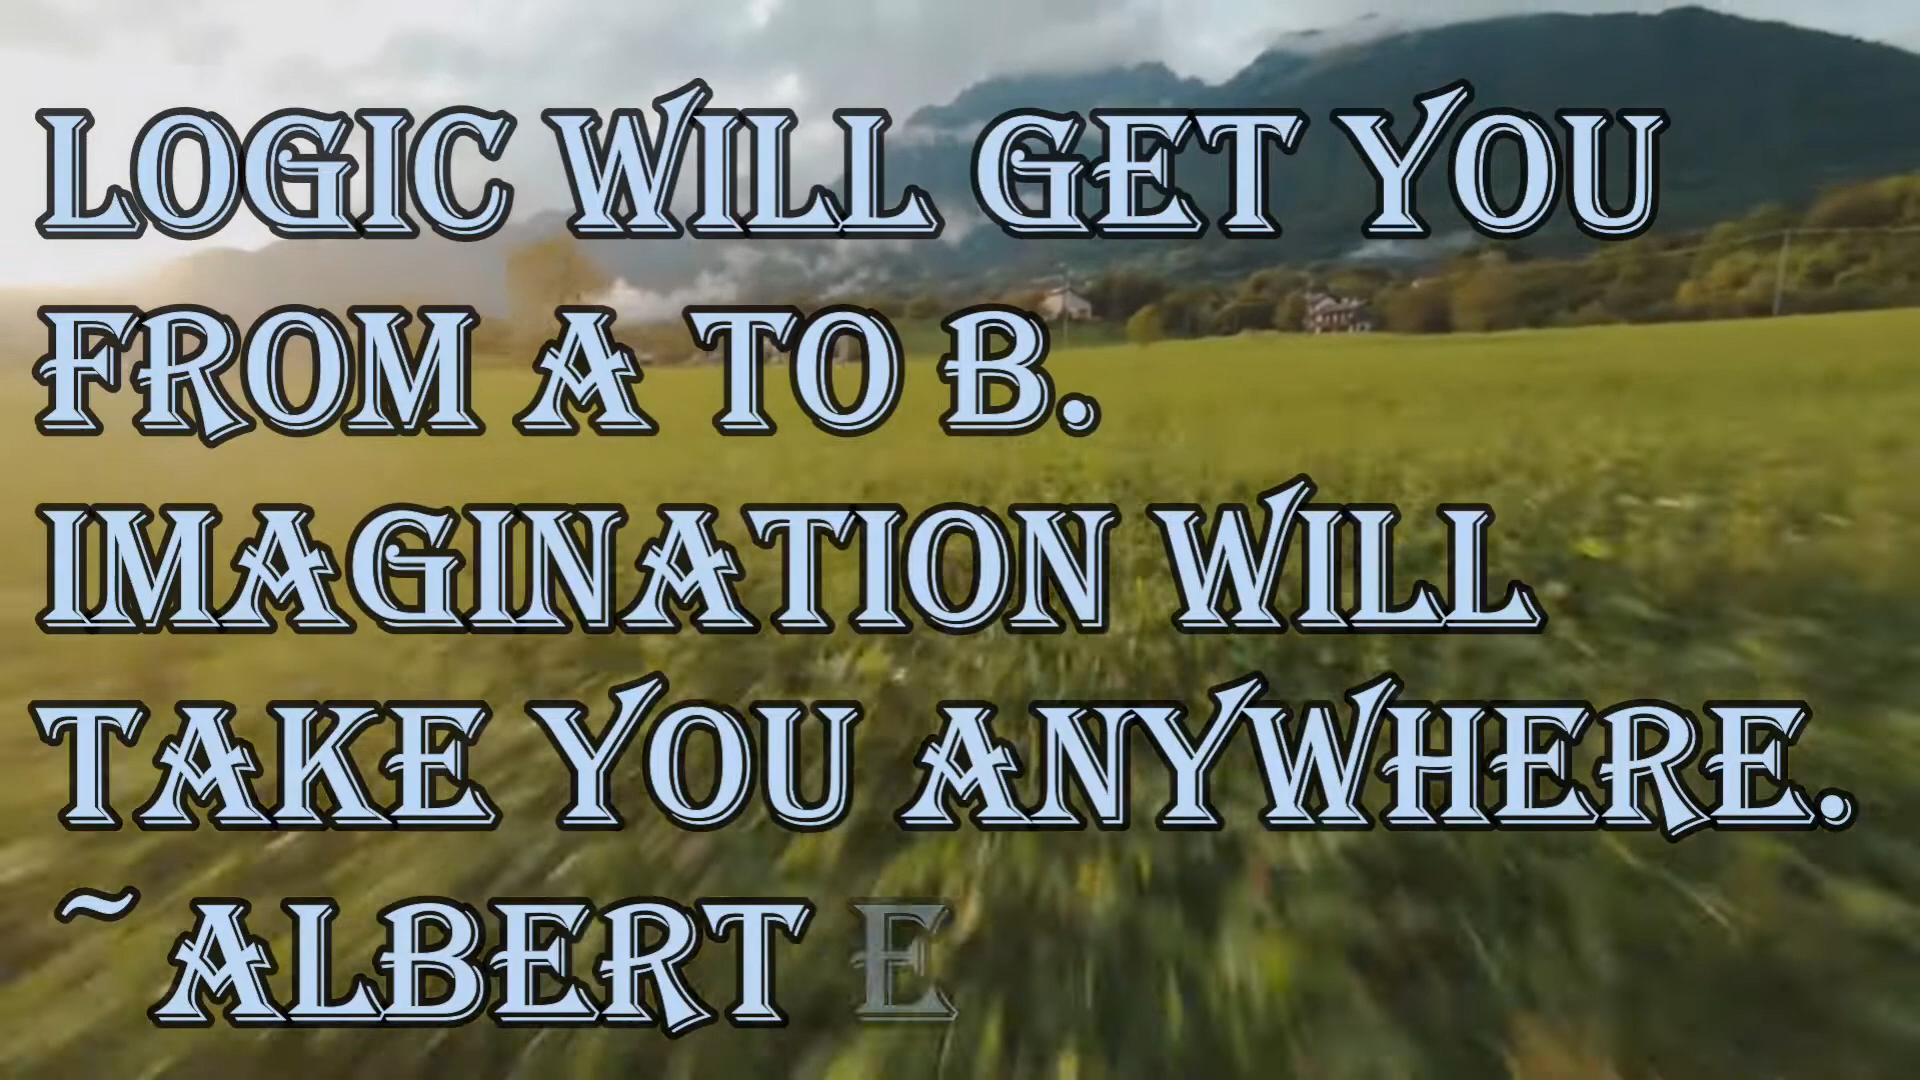 LOGIC WILL GET YOU
FROM A TO B.
IMAGINATION WILL
TAKE YOU ANYWHERE.
~ALBERT E